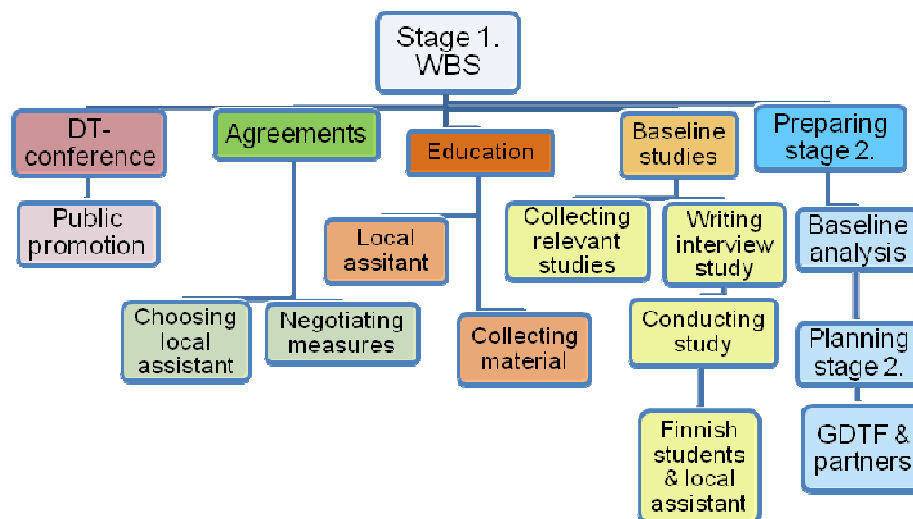 Stage 1.
WBS
DT-
conference
Agreements
Education
Baseline
studies
Preparing
stage 2.
Public
promotion
Local
assitant
Collecting
relevant
studies
Writing
interview
study
Baseline
analysis
Choosing
local
assistant
Negotiating
measures
Collecting
material
Conducting
study
Planning
stage 2.
Finnish
students
& local
assistant
GDTF &
partners